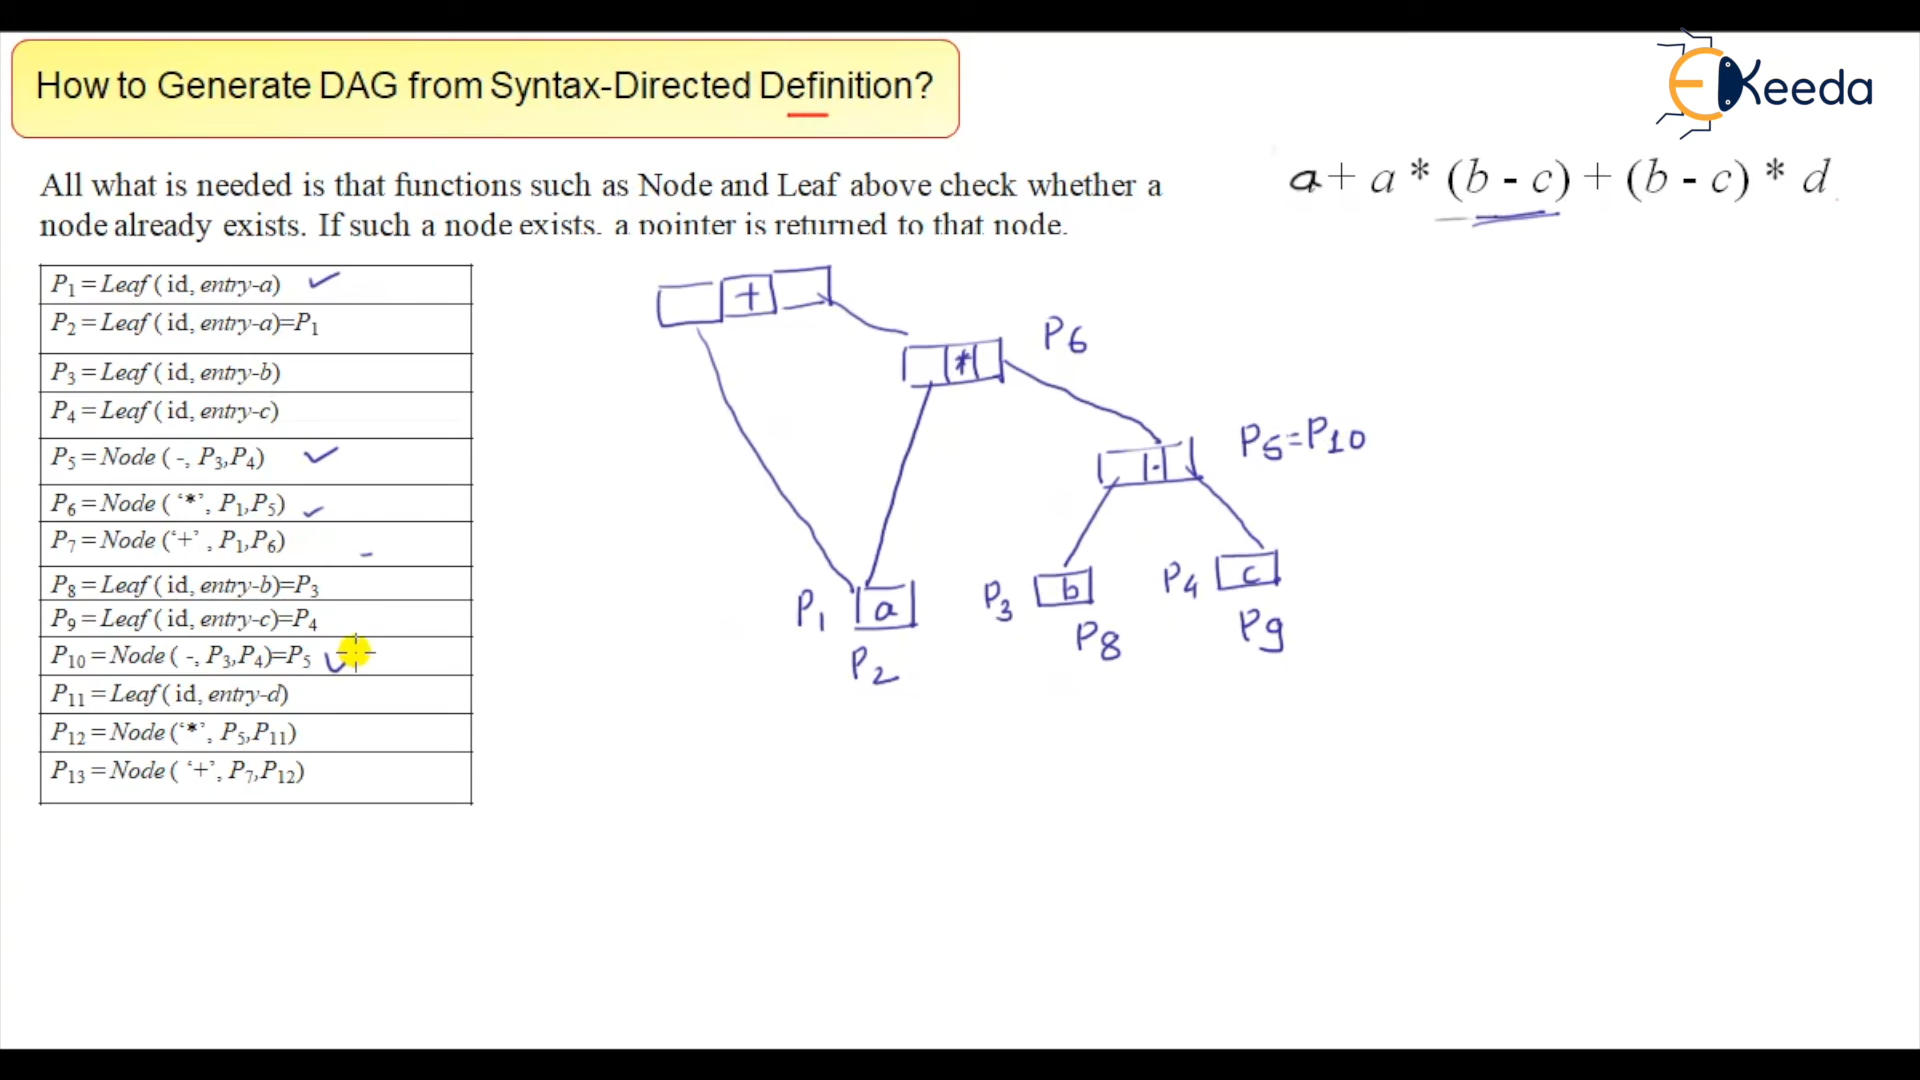 How to Generate DAG from Syntax-Directed Definition?
EKeeda
All what is needed is that functions such as Node and Leaf above check whether a
node already exists. If such a node exists, a pointer is returned to that node.
a + a * (b - c) + (b - c) * d
P1 = Leaf ( id, entry-a)
P2 = Leaf ( id, entry-a)=P1
P3 = Leaf ( id, entry-b)
P4 = Leaf ( id, entry-c)
P5 = Node ( -, P3,P4)
P6 = Node ( ‘*’, P1,P5)
P7 = Node (‘+’ , P1,P6)
P8 = Leaf ( id, entry-b)=P3
P9 = Leaf ( id, entry-c)=P4
P10 = Node ( -, P3,P4)=P5
P11 = Leaf ( id, entry-d)
P12 = Node (‘*’, P5,P11)
P13 = Node ( ‘+’, P7,P12)
+
* P6
- P5=P10
P1 a P3 b P4 c
P2 P8 P9